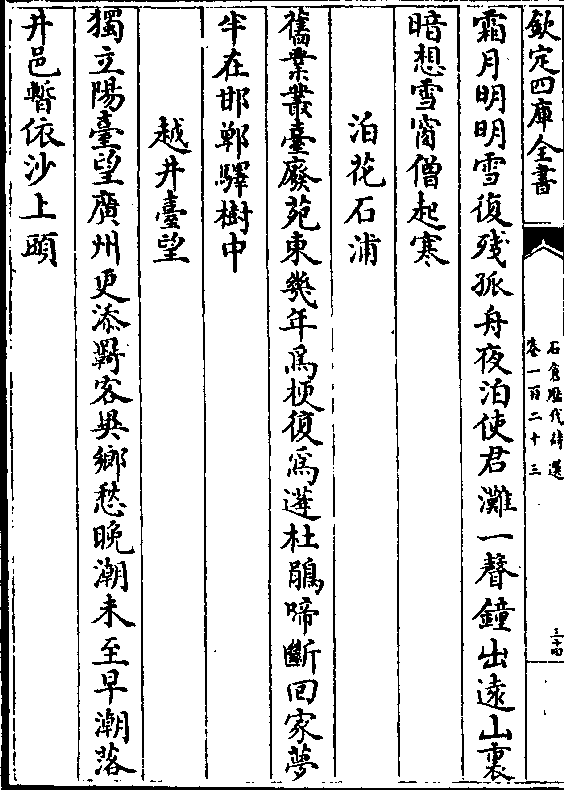 欽定四庫全書
石倉歷代詩選
卷一百二十三
三十四
霜月明明雪復殘孤舟夜泊使君灘一聲鐘出遠山裏
暗想雪窗僧起寒
泊花石浦
舊業叢臺廢苑東幾年為梗復為蓬杜鵑啼斷回家夢
半在邯鄲驛樹中
越井臺望
獨立陽臺望廣州更添羇客異鄉愁晚潮未至早潮落
井邑暫依沙上頭